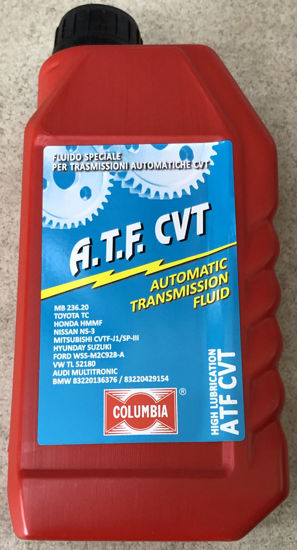 FLUIDO SPECIALE
PER TRASMISSIONI AUTOMATICHE CVT
A.T.F. CVT
AUTOMATIC
TRANSMISSION
FLUID
MB 236.20
TOYOTA TC
HONDA HMMF
NISSAN NS-3
MITSUBISHI CVTF-J1/SP-III
HYUNDAY SUZUKI
FORD WSS-M2C928-A
VW TL 52180
AUDI MULTITRONIC
BMW 83220136376 / 83220429154
COLUMBIA
®
HIGH LUBRICATION
ATF CVT